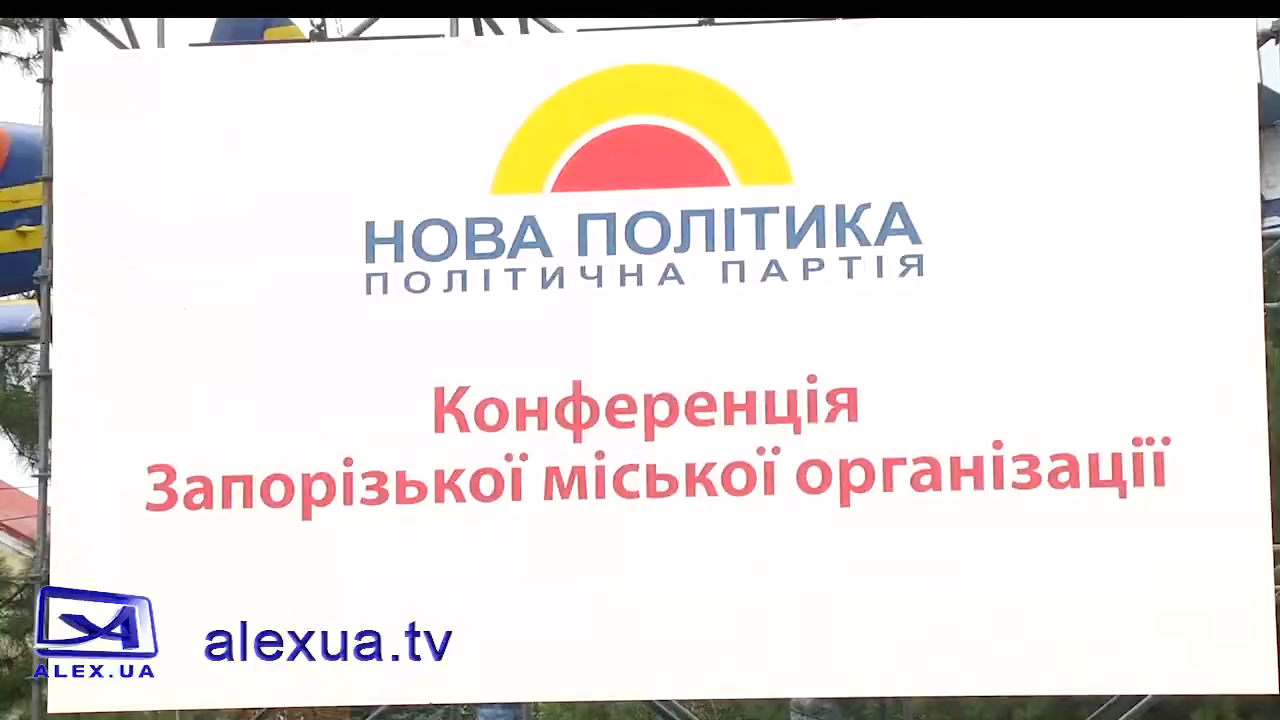 НОВА ПОЛІТИКА
ПОЛІТИЧНА ПАРТІЯ
Конференція
Запорізької міської організації
ALEX.UA
alexua.tv